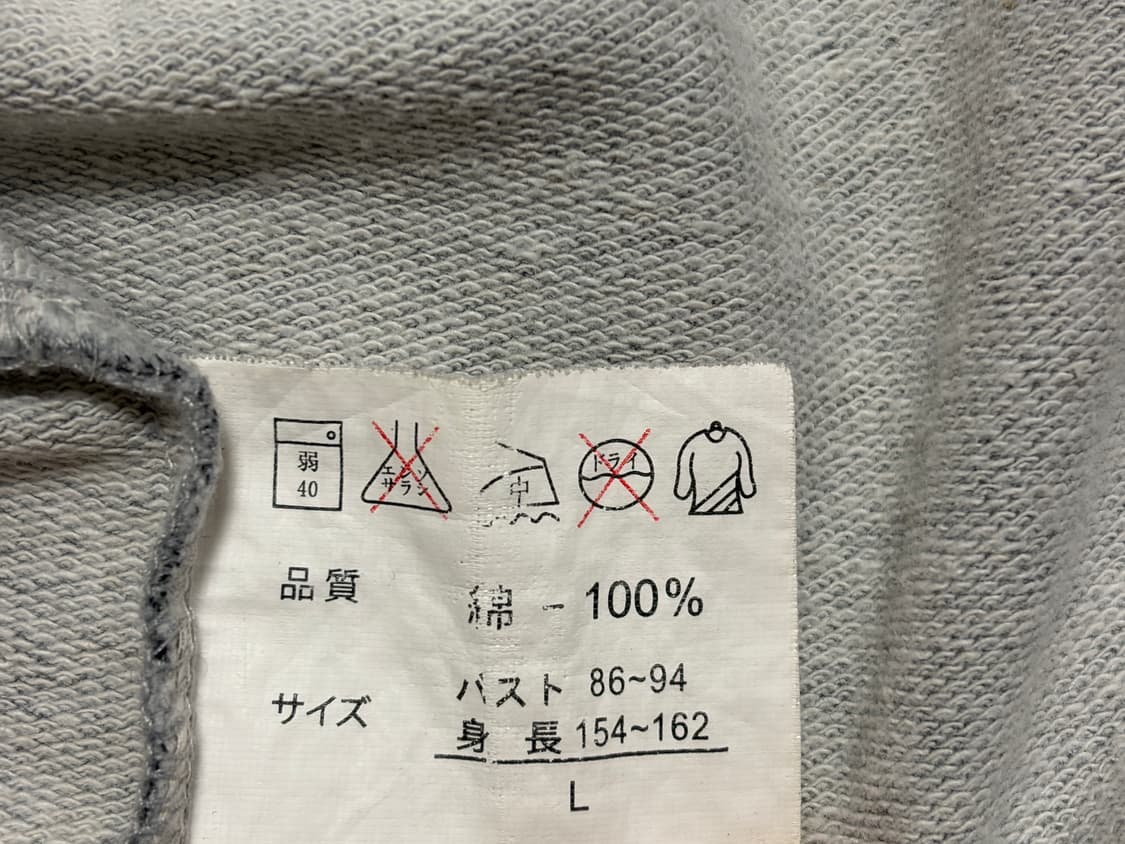 弱
40
エンソ
サラシ
中
ドライ
品質
綿 - 100%
サイズ
バスト 86~94
身長 154~162
L